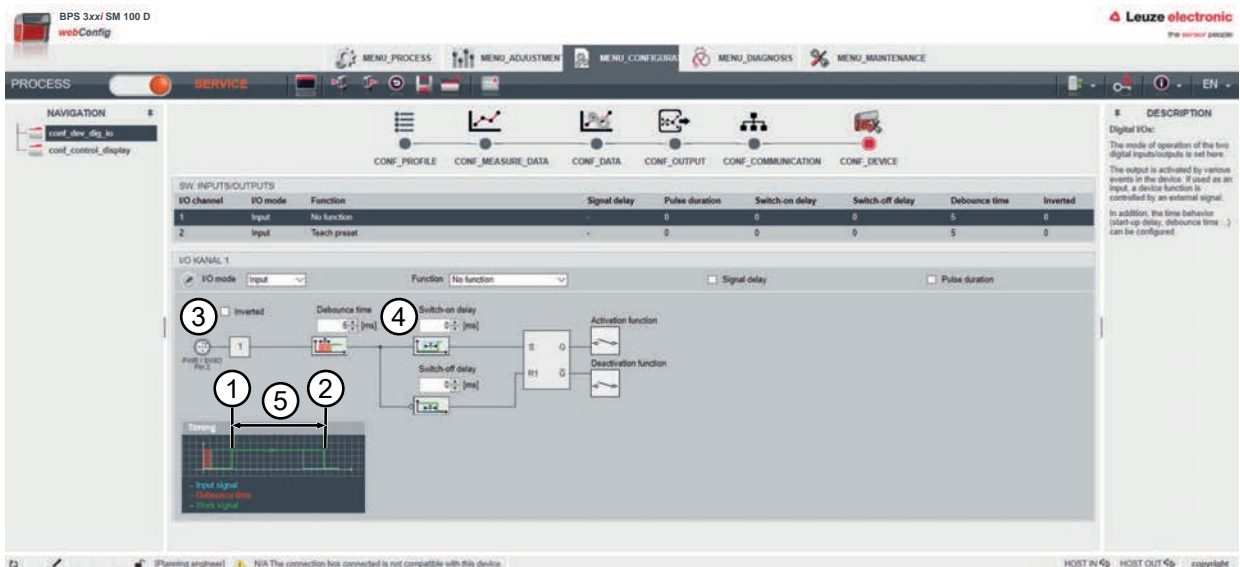 BPS 3xxi SM 100 D
webConfig
Leuze electronic
the sensor people
MENU_PROCESS
MENU_ADJUSTMEN
MENU_CONFIGURA
MENU_DIAGNOSIS
MENU_MAINTENANCE
PROCESS
SERVICE
EN
NAVIGATION
conf_dev_dig_io
conf_control_display
CONF_PROFILE
CONF_MEASURE_DATA
CONF_DATA
CONF_OUTPUT
CONF_COMMUNICATION
CONF_DEVICE
SW. INPUTS/OUTPUTS
I/O channel I/O mode Function Signal delay Pulse duration Switch-on delay Switch-off delay Debounce time Inverted
1 Input No function - 0 0 0 5 0
2 Input Teach preset - 0 0 0 5 0
I/O KANAL 1
I/O mode Input Function No function Signal delay Pulse duration
3 Inverted
Debounce time
5 [ms]
4 Switch-on delay
0 [ms]
Switch-off delay
0 [ms]
1
PWR / SWIO
Pin 2
S Q
R1 Q̄
Activation function
Deactivation function
1 5 2
Timing
– Input signal
– Debounce time
– Work signal
DESCRIPTION
Digital I/Os:
The mode of operation of the two
digital inputs/outputs is set here.
The output is activated by various
events in the device. If used as an
input, a device function is
controlled by an external signal.
In addition, the time behavior
(start-up delay, debounce time ...)
can be configured.
[Planning engineer] N/A The connection box connected is not compatible with this device.
HOST IN HOST OUT copyright